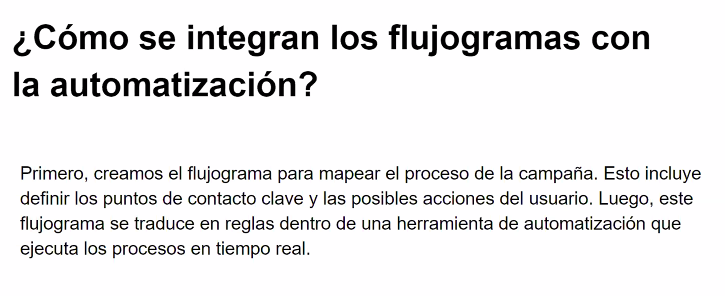 ¿Cómo se integran los flujogramas con
la automatización?
Primero, creamos el flujograma para mapear el proceso de la campaña. Esto incluye
definir los puntos de contacto clave y las posibles acciones del usuario. Luego, este
flujograma se traduce en reglas dentro de una herramienta de automatización que
ejecuta los procesos en tiempo real.